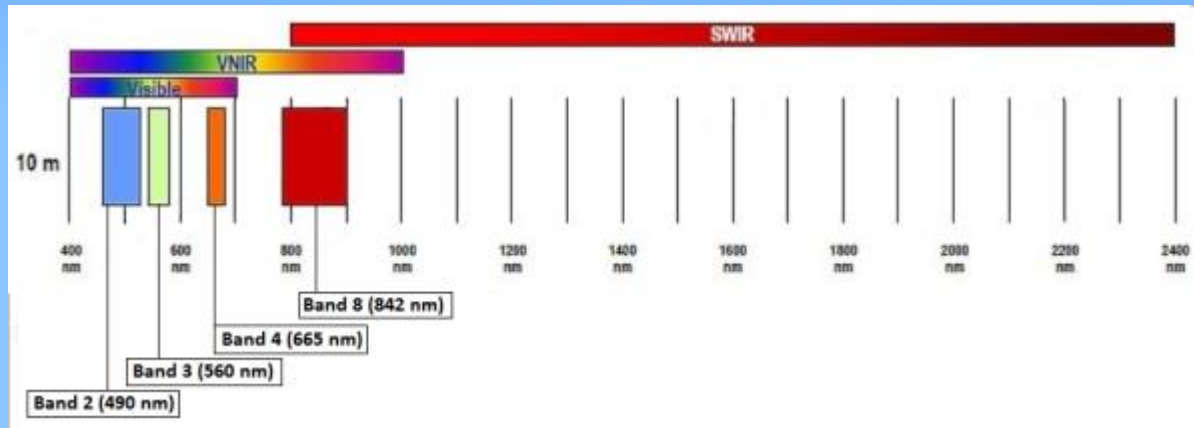 SWIR
VNIR
Visible
10 m
400 nm
600 nm
800 nm
1000 nm
1200 nm
1400 nm
1600 nm
1800 nm
2000 nm
2200 nm
2400 nm
Band 8 (842 nm)
Band 4 (665 nm)
Band 3 (560 nm)
Band 2 (490 nm)